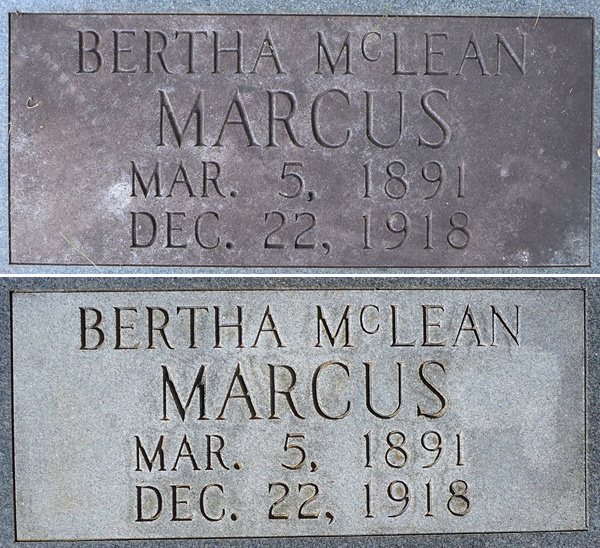 BERTHA McLEAN
MARCUS
MAR. 5, 1891
DEC. 22, 1918
BERTHA McLEAN
MARCUS
MAR. 5, 1891
DEC. 22, 1918